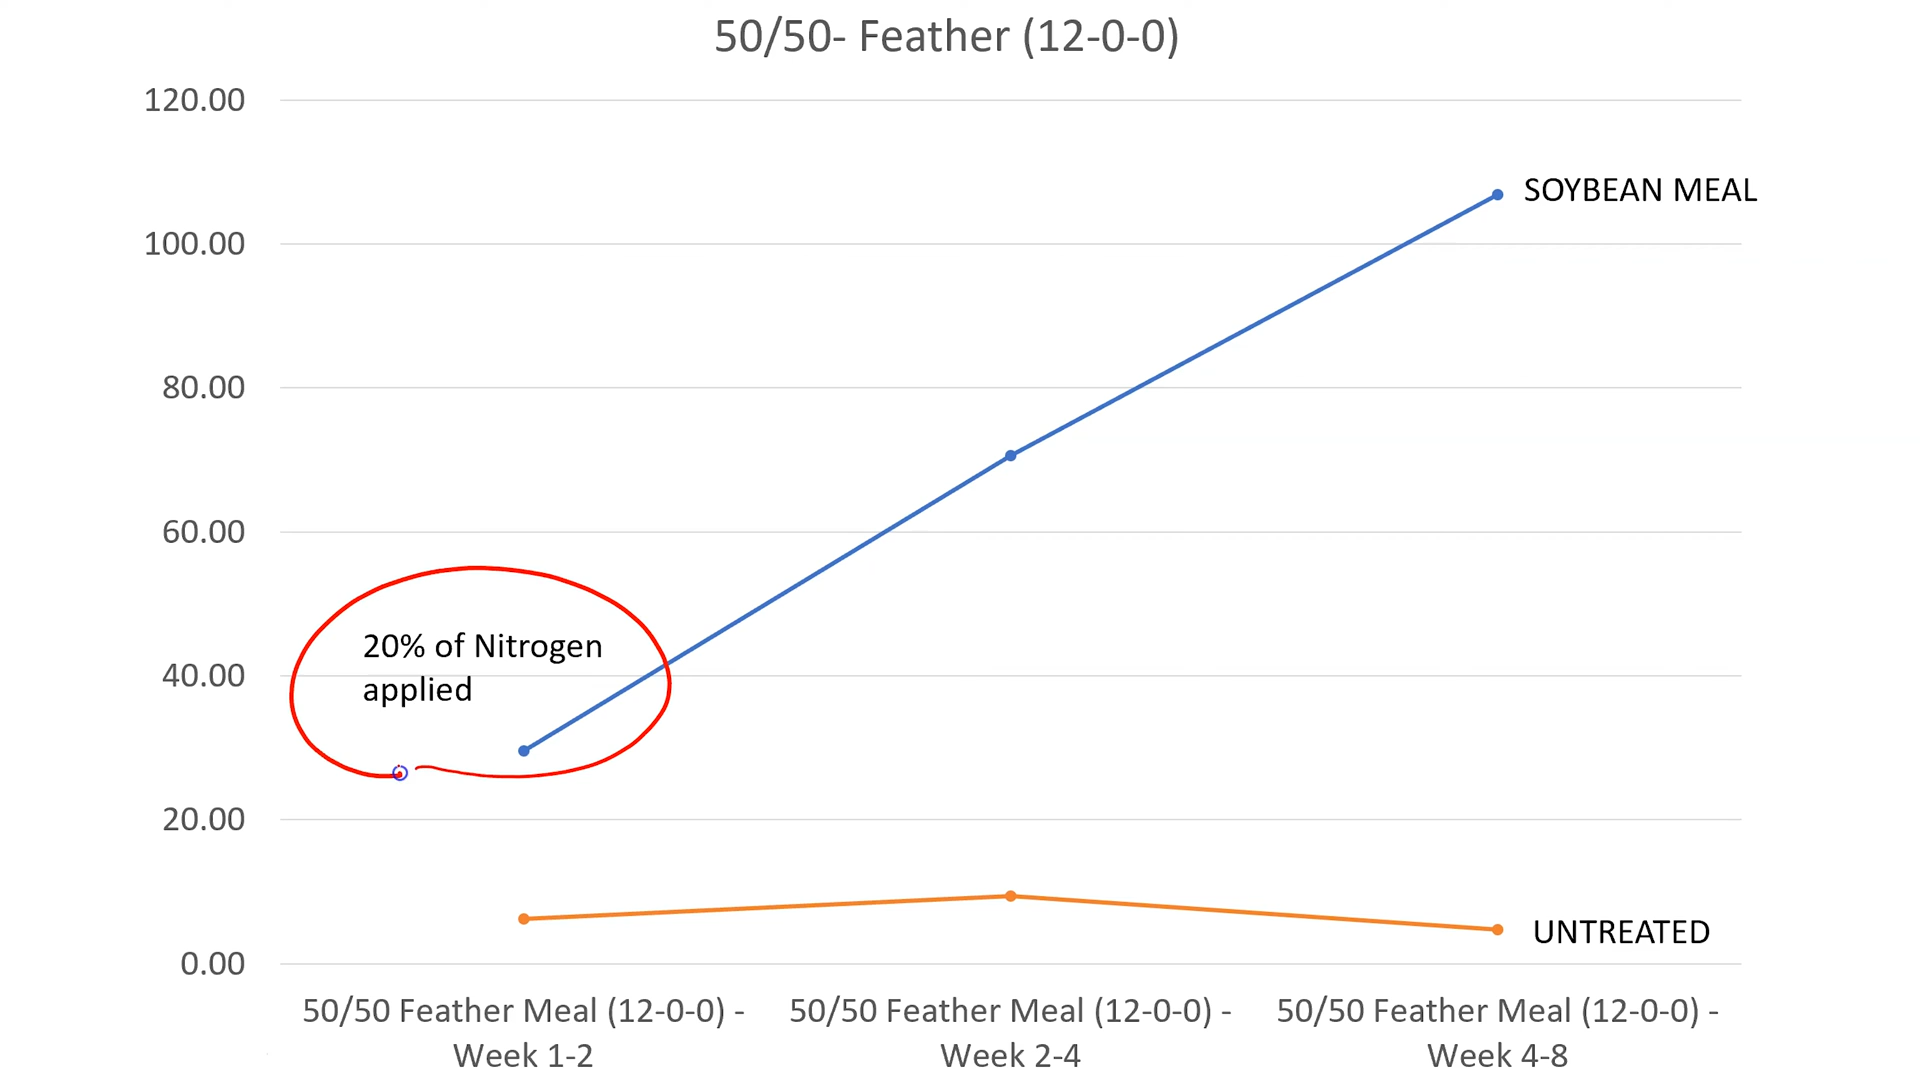 50/50- Feather (12-0-0)
120.00
100.00
80.00
60.00
40.00
20.00
0.00
SOYBEAN MEAL
20% of Nitrogen
applied
UNTREATED
50/50 Feather Meal (12-0-0) -
Week 1-2
50/50 Feather Meal (12-0-0) -
Week 2-4
50/50 Feather Meal (12-0-0) -
Week 4-8